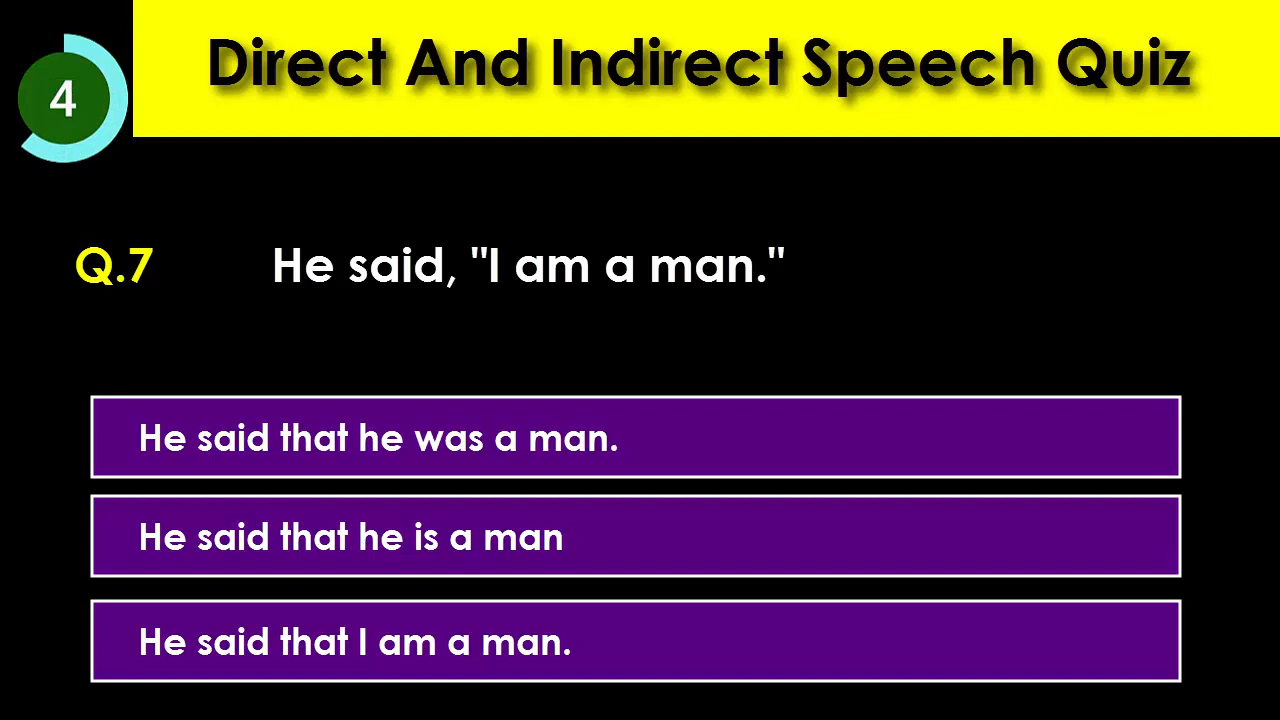 4
Direct And Indirect Speech Quiz
Q.7 He said, "I am a man."
He said that he was a man.
He said that he is a man
He said that I am a man.